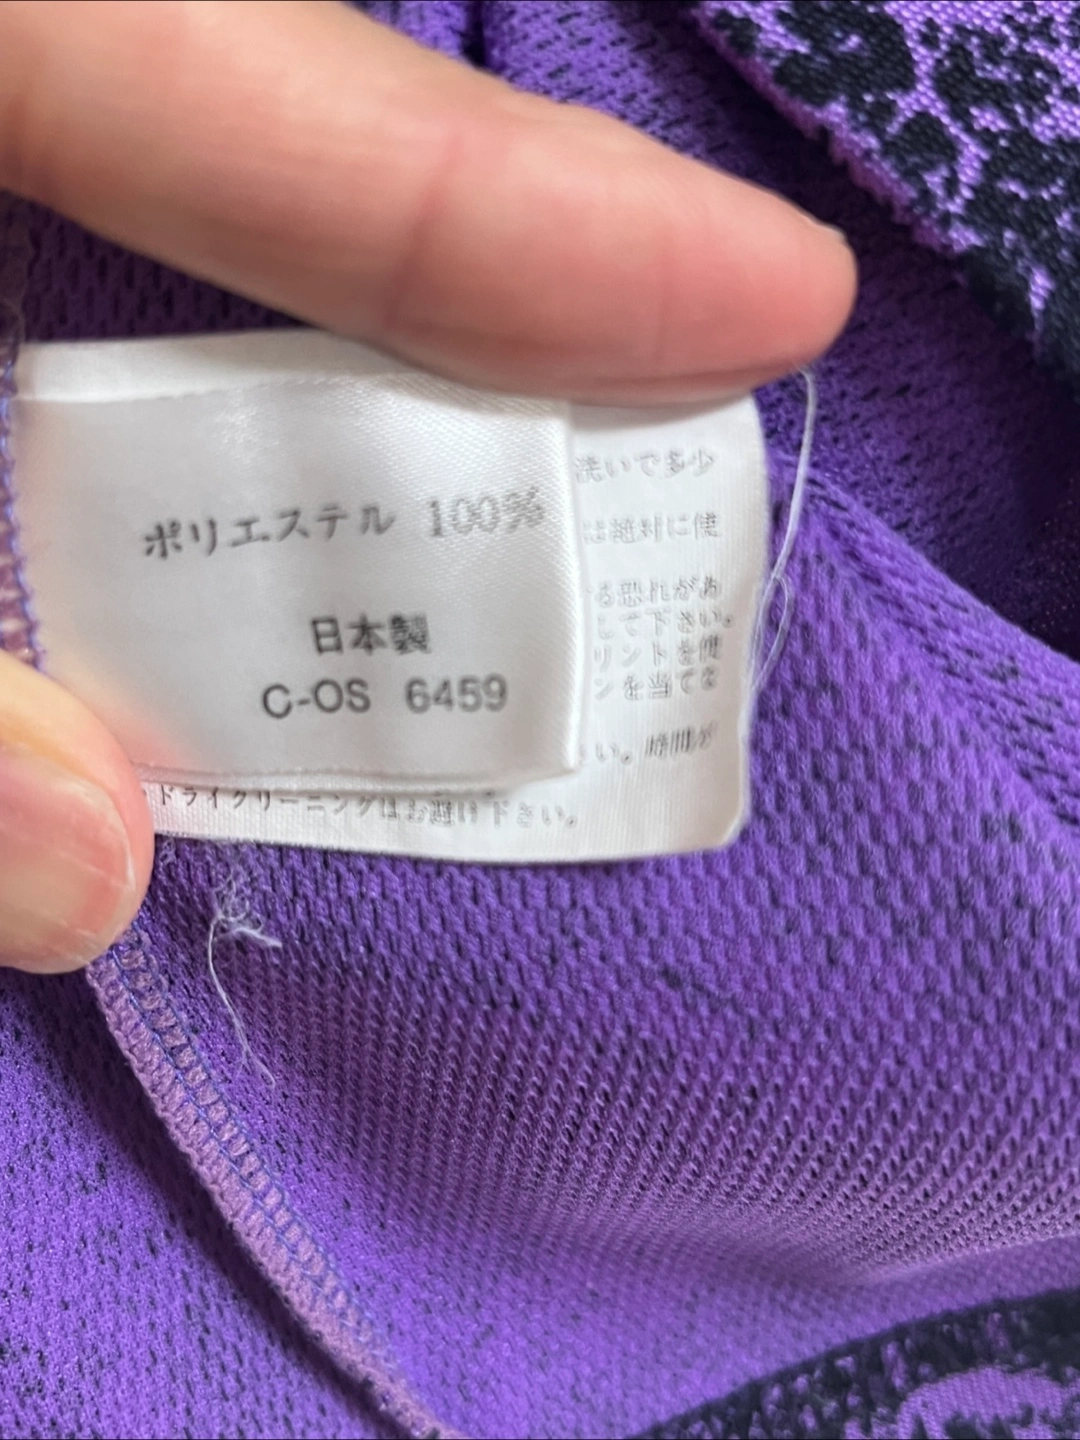 ポリエステル 100%
日本製
C-OS 6459
洗いで多少
は絶対に使
る恐れがあ
して下さい。
リントを使
ンを当てな
い。時間が
ドライクリーニングはお避け下さい。